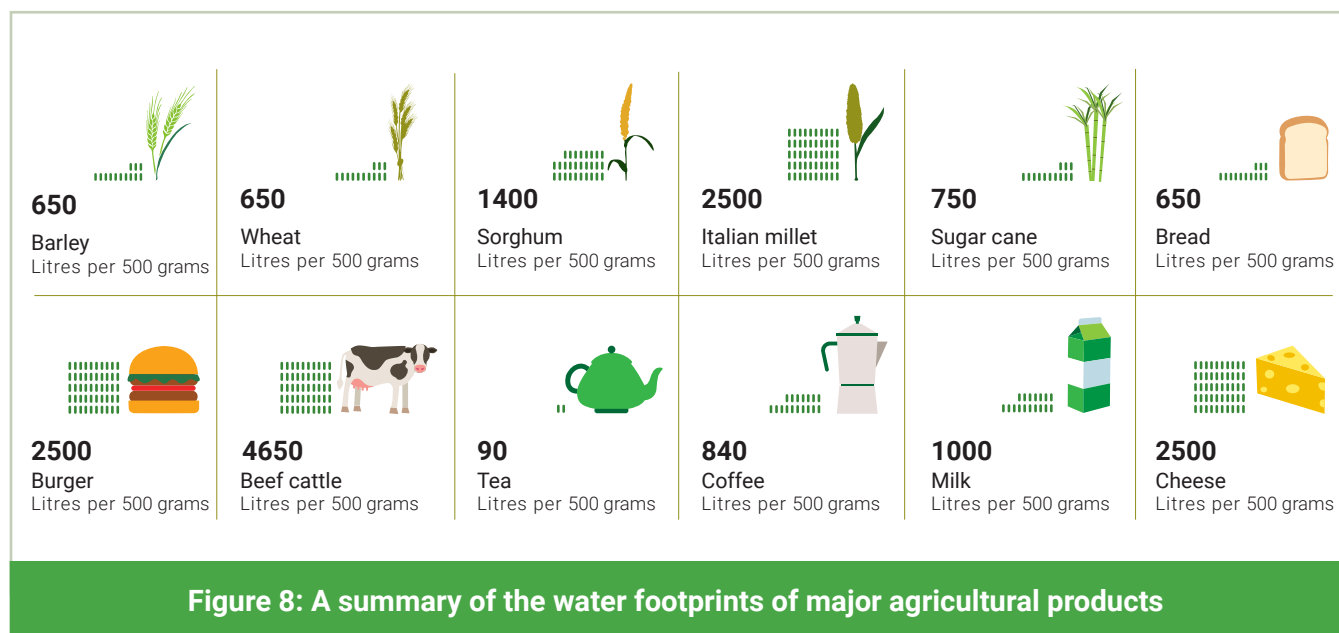 650
Barley
Litres per 500 grams
650
Wheat
Litres per 500 grams
1400
Sorghum
Litres per 500 grams
2500
Italian millet
Litres per 500 grams
750
Sugar cane
Litres per 500 grams
650
Bread
Litres per 500 grams
2500
Burger
Litres per 500 grams
4650
Beef cattle
Litres per 500 grams
90
Tea
Litres per 500 grams
840
Coffee
Litres per 500 grams
1000
Milk
Litres per 500 grams
2500
Cheese
Litres per 500 grams
Figure 8: A summary of the water footprints of major agricultural products